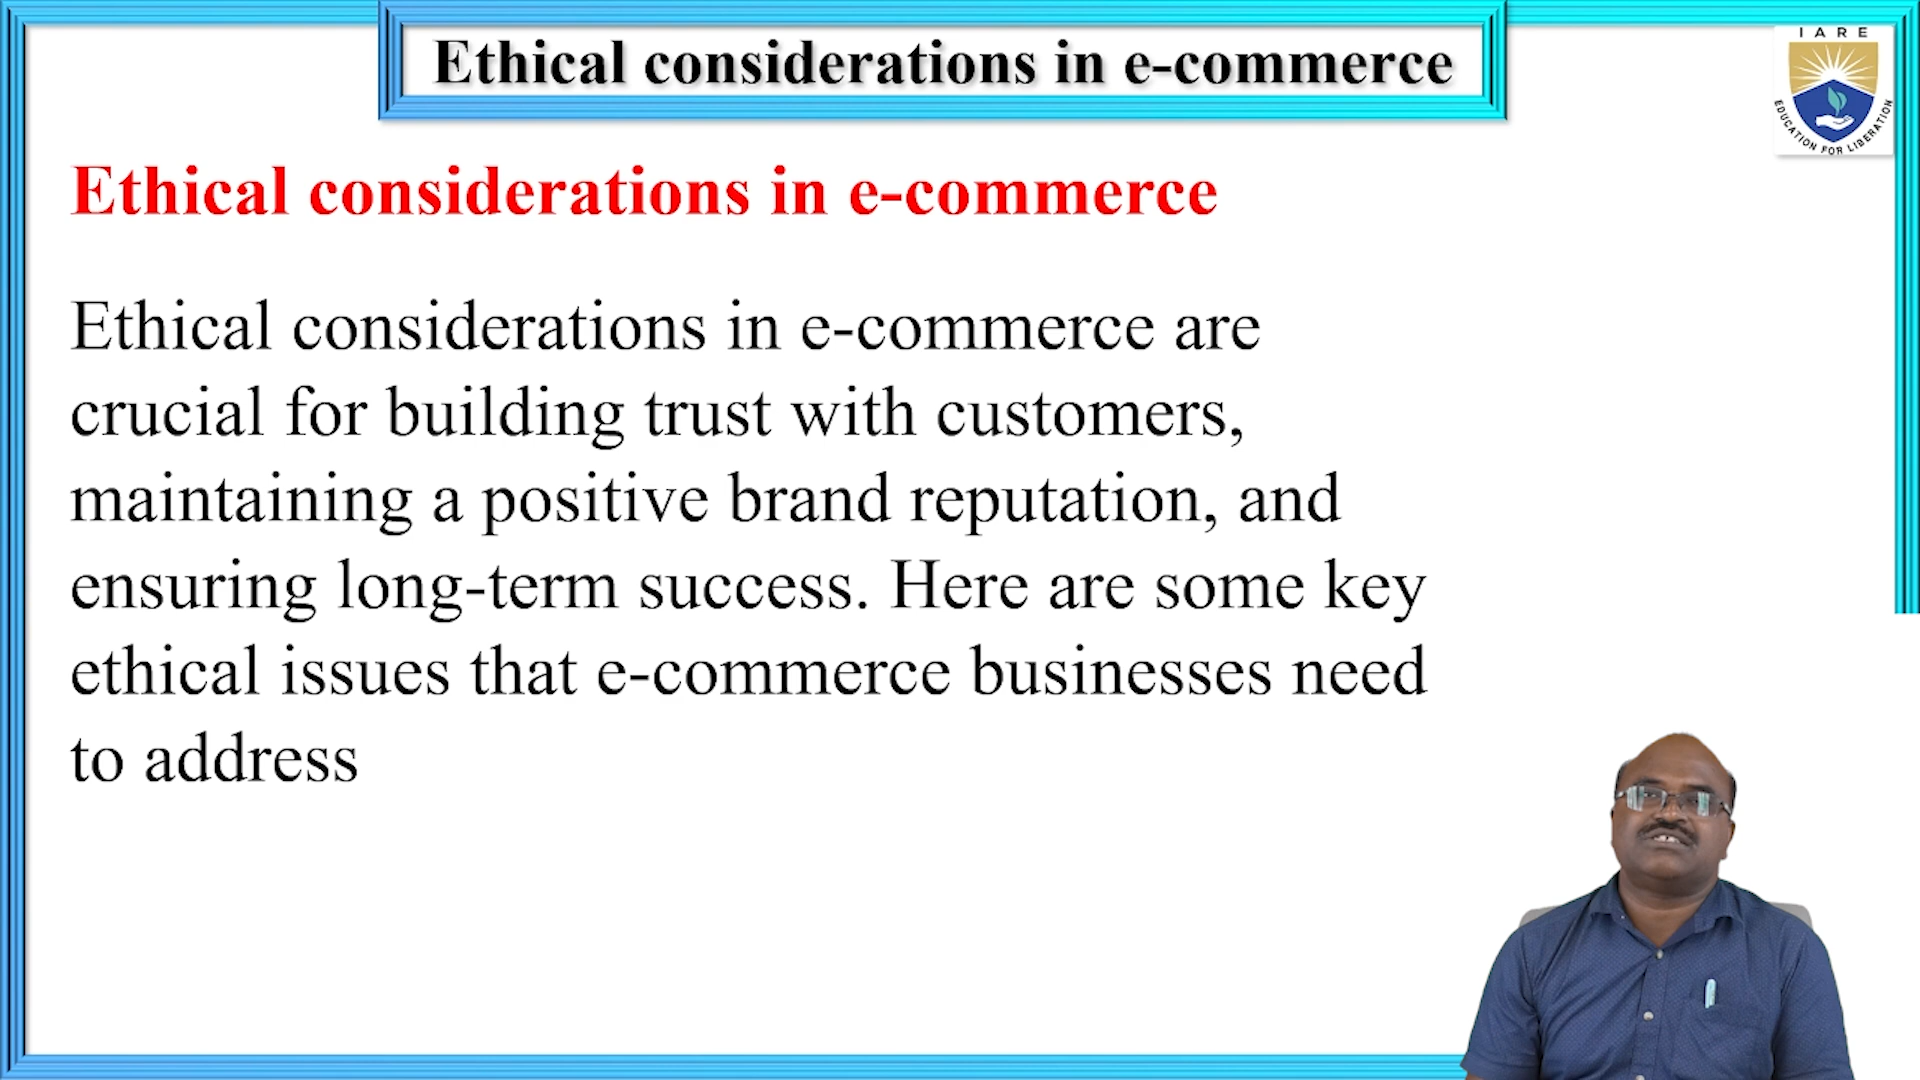 Ethical considerations in e-commerce
IARE
EDUCATION FOR LIBERATION
Ethical considerations in e-commerce
Ethical considerations in e-commerce are
crucial for building trust with customers,
maintaining a positive brand reputation, and
ensuring long-term success. Here are some key
ethical issues that e-commerce businesses need
to address